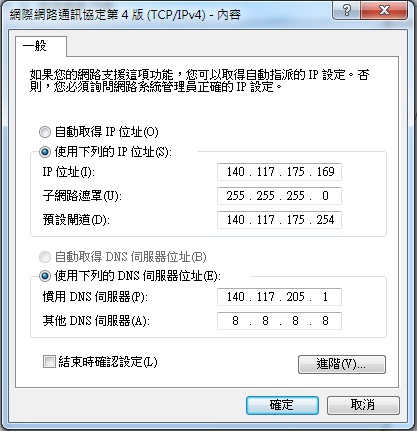 網際網路通訊協定第 4 版 (TCP/IPv4) - 內容
一般
如果您的網路支援這項功能，您可以取得自動指派的 IP 設定。否
則，您必須詢問網路系統管理員正確的 IP 設定。
自動取得 IP 位址(O)
使用下列的 IP 位址(S):
IP 位址(I): 140 . 117 . 175 . 169
子網路遮罩(U): 255 . 255 . 255 . 0
預設閘道(D): 140 . 117 . 175 . 254
自動取得 DNS 伺服器位址(B)
使用下列的 DNS 伺服器位址(E):
慣用 DNS 伺服器(P): 140 . 117 . 205 . 1
其他 DNS 伺服器(A): 8 . 8 . 8 . 8
結束時確認設定(L)
進階(V)...
確定
取消